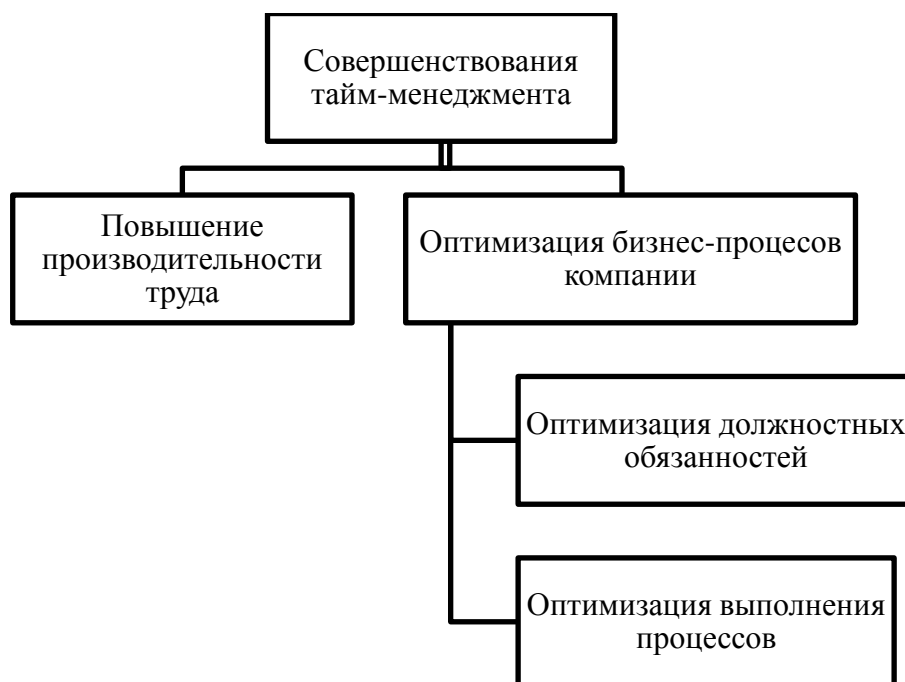 Совершенствования
тайм-менеджмента
Повышение
производительности
труда
Оптимизация бизнес-процесов
компании
Оптимизация должностных
обязанностей
Оптимизация выполнения
процессов